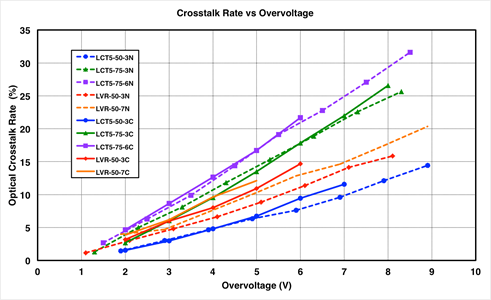 Crosstalk Rate vs Overvoltage
35
30
25
20
15
10
5
0
Optical Crosstalk Rate (%)
LCT5-50-3N
LCT5-75-3N
LCT5-75-6N
LVR-50-3N
LVR-50-7N
LCT5-50-3C
LCT5-75-3C
LCT5-75-6C
LVR-50-3C
LVR-50-7C
0 1 2 3 4 5 6 7 8 9 10
Overvoltage (V)